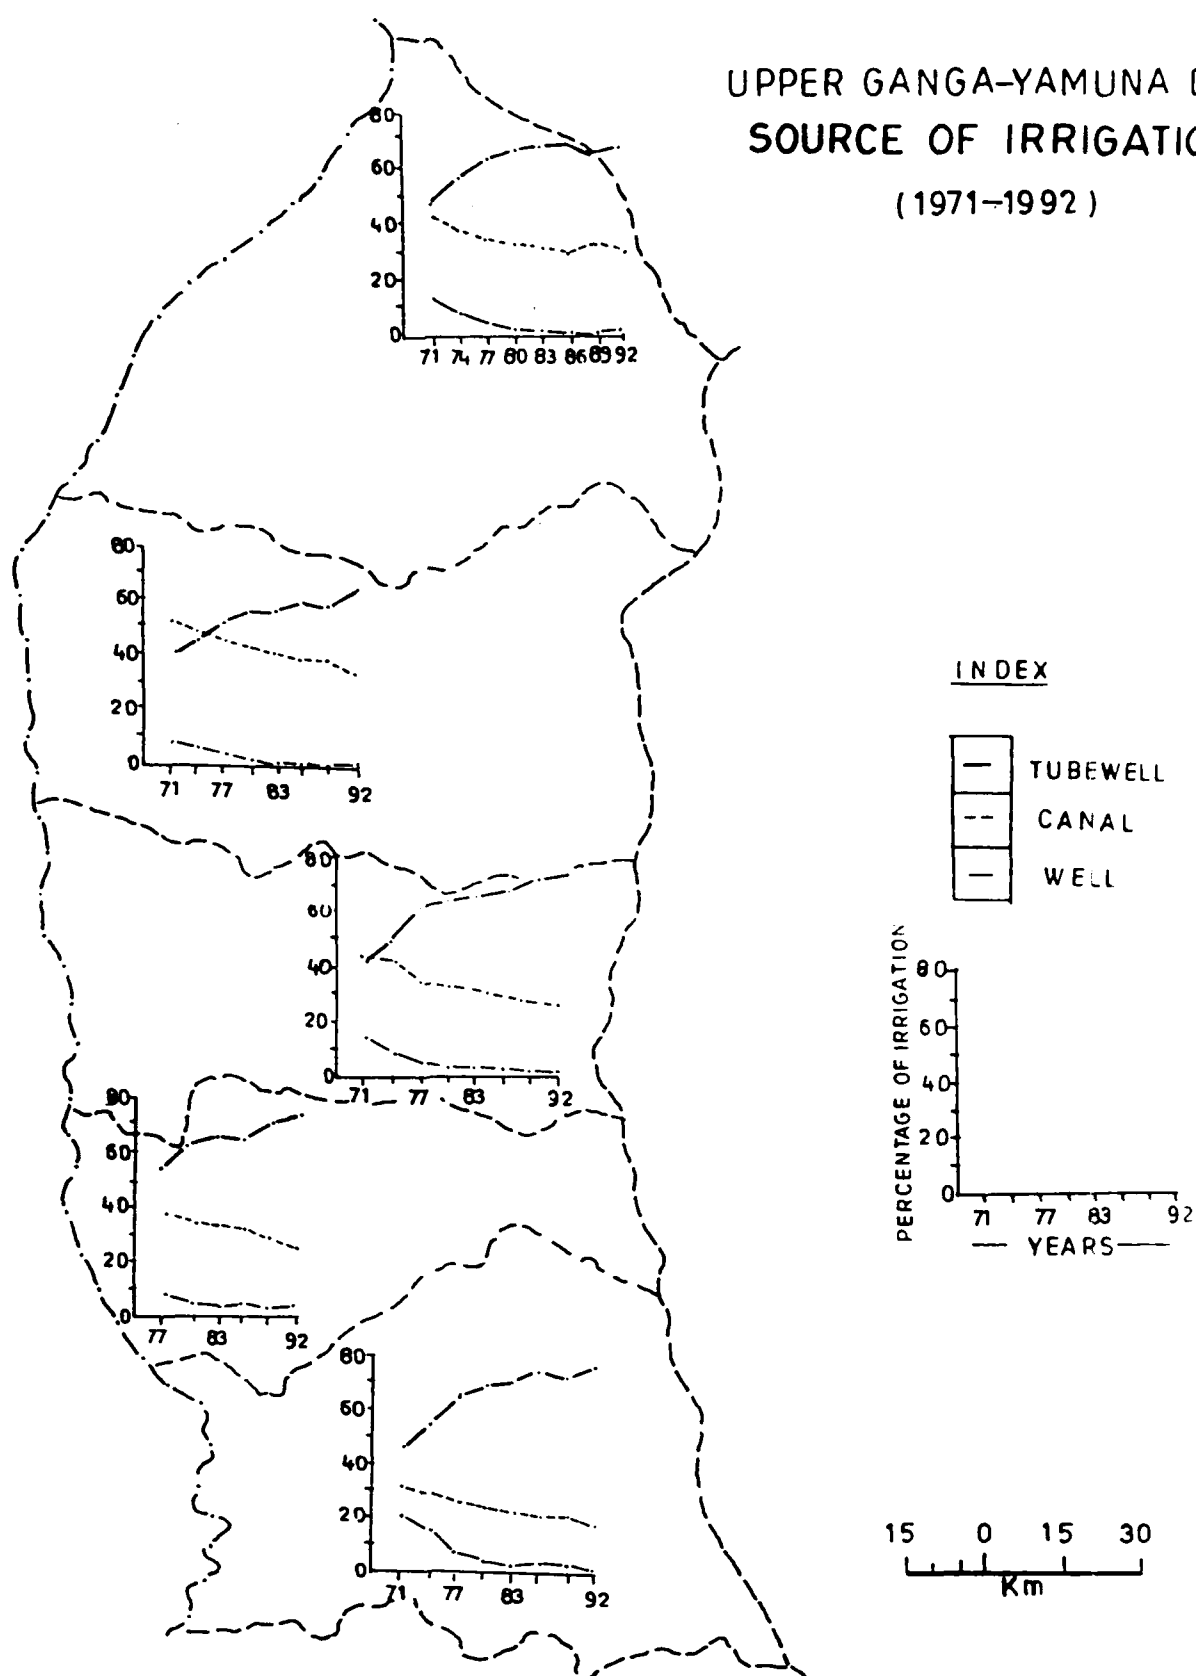 UPPER GANGA-YAMUNA
SOURCE OF IRRIGATIO
(1971-1992)
80
60
40
20
0
71 74 77 80 83 86 89 92
80
60
40
20
0
71 77 83 92
80
60
40
20
0
71 77 83 92
80
60
40
20
0
77 83 92
80
60
40
20
0
71 77 83 92
INDEX
TUBEWELL
CANAL
WELL
PERCENTAGE OF IRRIGATION
80
60
40
20
0
71 77 83 92
YEARS
15 0 15 30
Km